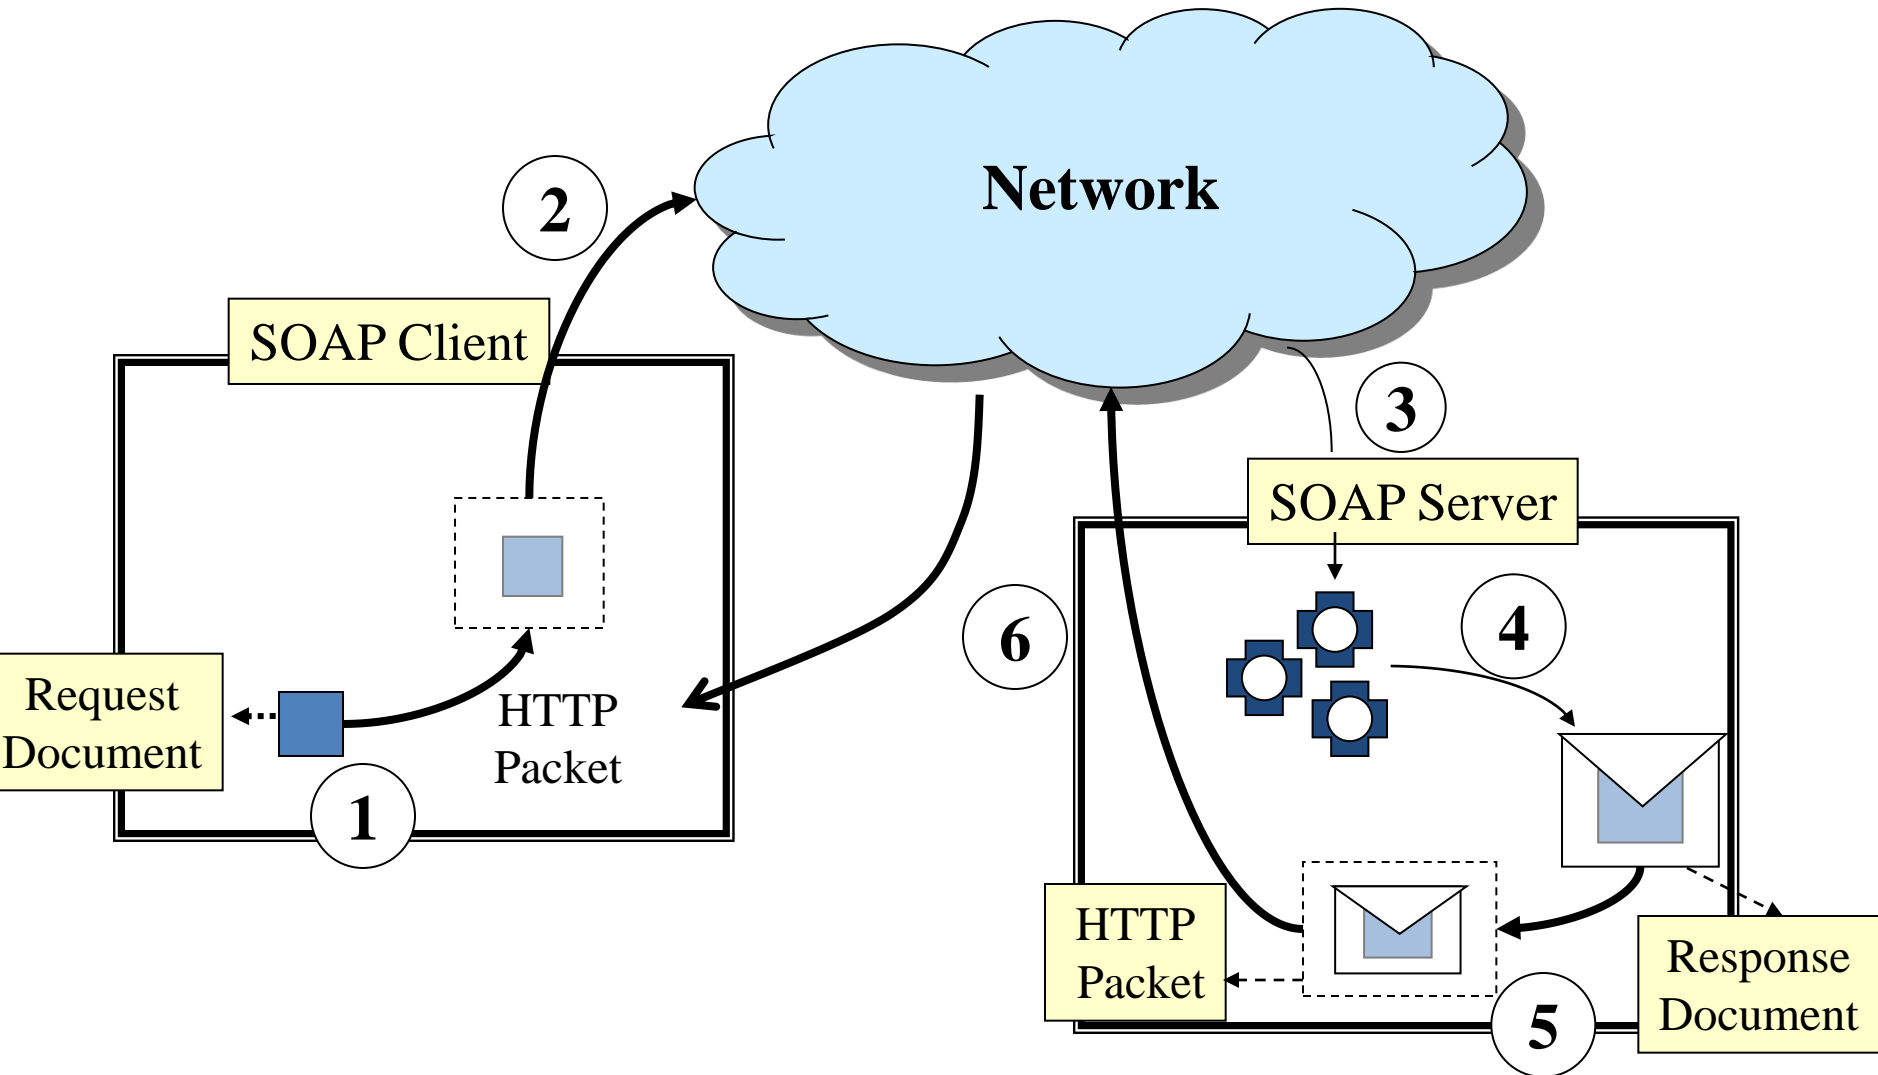 Network
2
SOAP Client
3
SOAP Server
4
6
Request
Document
HTTP
Packet
1
HTTP
Packet
Response
Document
5